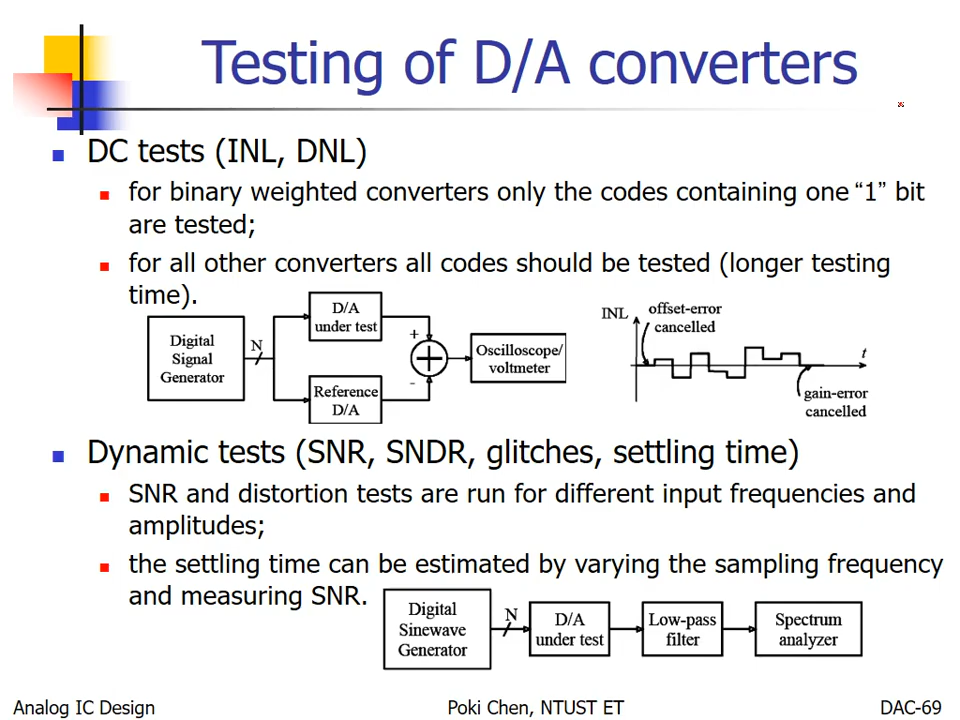 Testing of D/A converters
DC tests (INL, DNL)
for binary weighted converters only the codes containing one “1” bit
are tested;
for all other converters all codes should be tested (longer testing
time).
Digital
Signal
Generator
N
D/A
under test
Reference
D/A
+
-
Oscilloscope/
voltmeter
INL
offset-error
cancelled
t
gain-error
cancelled
Dynamic tests (SNR, SNDR, glitches, settling time)
SNR and distortion tests are run for different input frequencies and
amplitudes;
the settling time can be estimated by varying the sampling frequency
and measuring SNR.
Digital
Sinewave
Generator
N
D/A
under test
Low-pass
filter
Spectrum
analyzer
Analog IC Design
Poki Chen, NTUST ET
DAC-69